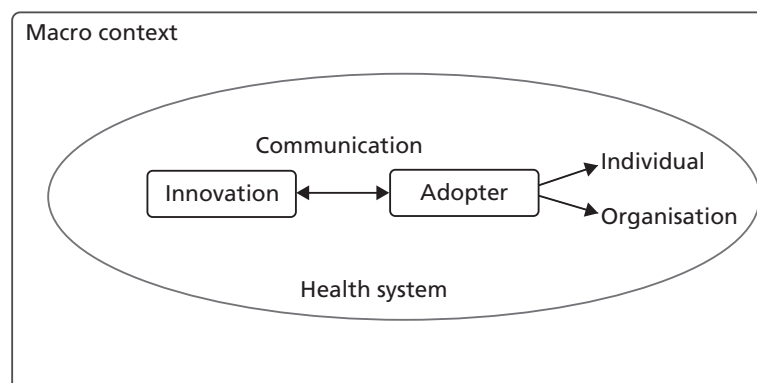 Macro context
Communication
Innovation
Adopter
Individual
Organisation
Health system